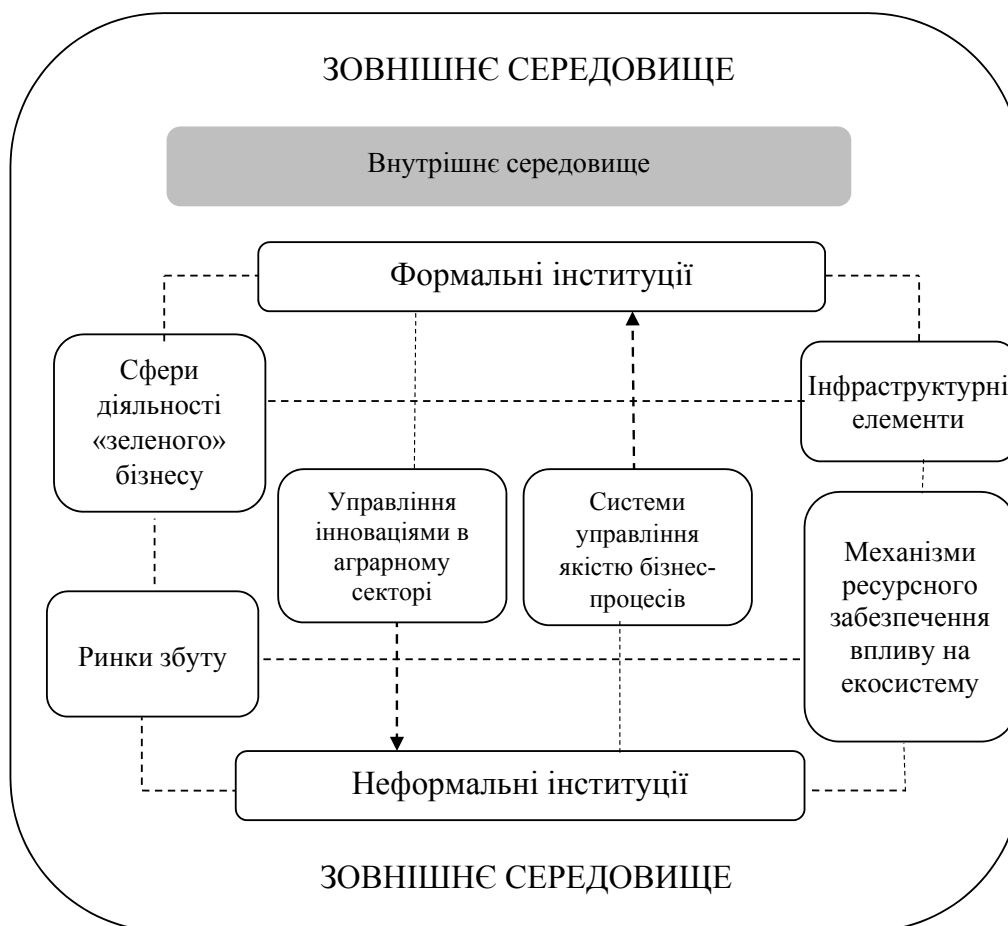 ЗОВНІШНЄ СЕРЕДОВИЩЕ
Внутрішнє середовище
Формальні інституції
Сфери
діяльності
«зеленого»
бізнесу
Інфраструктурні
елементи
Управління
інноваціями в
аграрному
секторі
Системи
управління
якістю бізнес-
процесів
Механізми
ресурсного
забезпечення
впливу на
екосистему
Ринки збуту
Неформальні інституції
ЗОВНІШНЄ СЕРЕДОВИЩЕ